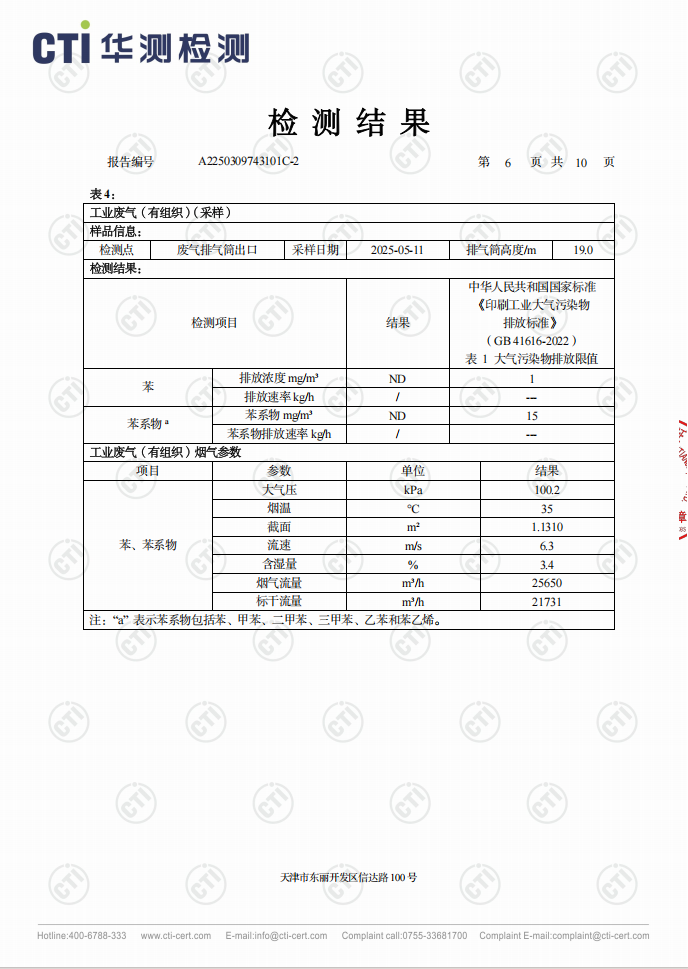 CTI 华测检测
检测结果
报告编号 A2250309743101C-2 第 6 页 共 10 页
表4：
工业废气（有组织）（采样）
样品信息：
检测点 废气排气筒出口 采样日期 2025-05-11 排气筒高度/m 19.0
检测结果：
检测项目 结果 中华人民共和国国家标准
《印刷工业大气污染物
排放标准》
（GB 41616-2022）
表 1 大气污染物排放限值
苯 排放浓度 mg/m³ ND 1
排放速率 kg/h / ---
苯系物 a 苯系物 mg/m³ ND 15
苯系物排放速率 kg/h / ---
工业废气（有组织）烟气参数
项目 参数 单位 结果
苯、苯系物 大气压 kPa 100.2
烟温 °C 35
截面 m² 1.1310
流速 m/s 6.3
含湿量 % 3.4
烟气流量 m³/h 25650
标干流量 m³/h 21731
注：“a” 表示苯系物包括苯、甲苯、二甲苯、三甲苯、乙苯和苯乙烯。
天津市东丽开发区信达路 100 号
Hotline:400-6788-333 www.cti-cert.com E-mail:info@cti-cert.com Complaint call:0755-33681700 Complaint E-mail:complaint@cti-cert.com